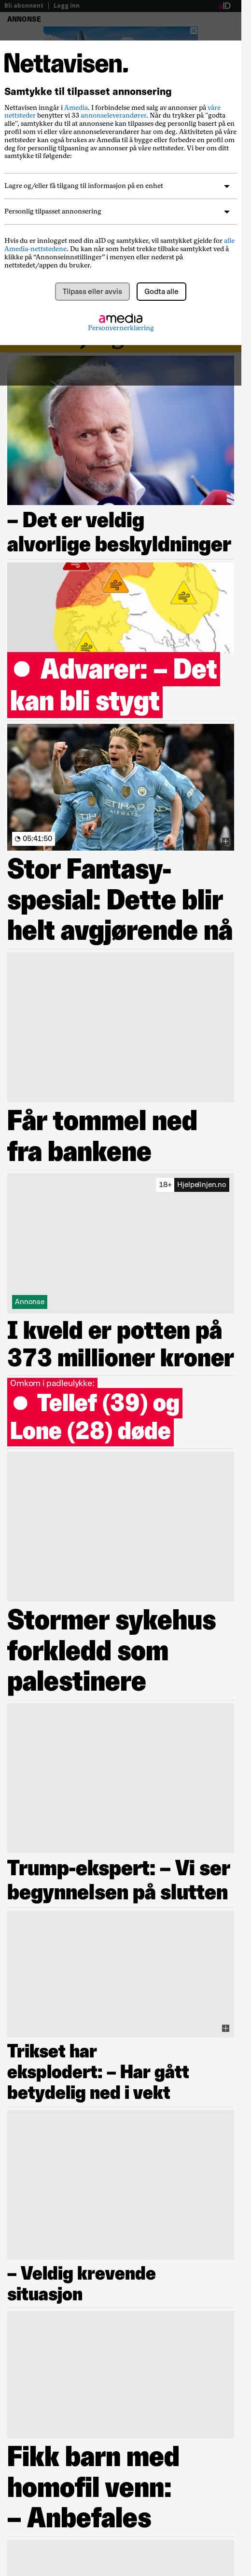 Bli abonnent | Logg inn
aID
ANNONSE
Nettavisen.
Samtykke til tilpasset annonsering
Nettavisen inngår i Amedia. I forbindelse med salg av annonser på våre
nettsteder benytter vi 33 annonseleverandører. Når du trykker på "godta
alle", samtykker du til at annonsene kan tilpasses deg personlig basert på en
profil som vi eller våre annonseleverandører har om deg. Aktiviteten på våre
nettsteder kan også brukes av Amedia til å bygge eller forbedre en profil om
deg for personlig tilpasning av annonser på våre nettsteder. Vi ber om ditt
samtykke til følgende:
Lagre og/eller få tilgang til informasjon på en enhet
Personlig tilpasset annonsering
Hvis du er innlogget med din aID og samtykker, vil samtykket gjelde for alle
Amedia-nettstedene. Du kan når som helst trekke tilbake samtykket ved å
klikke på “Annonseinnstillinger” i menyen eller nederst på
nettstedet/appen du bruker.
Tilpass eller avvis
Godta alle
amedia
Personvernerklæring
– Det er veldig
alvorlige beskyldninger
Advarer: – Det
kan bli stygt
05:41:50
Stor Fantasy-
spesial: Dette blir
helt avgjørende nå
Får tommel ned
fra bankene
18+ Hjelpelinjen.no
Annonse
I kveld er potten på
373 millioner kroner
Omkom i padleulykke:
Tellef (39) og
Lone (28) døde
Stormer sykehus
forkledd som
palestinere
Trump-ekspert: – Vi ser
begynnelsen på slutten
Trikset har
eksplodert: – Har gått
betydelig ned i vekt
– Veldig krevende
situasjon
Fikk barn med
homofil venn:
– Anbefales